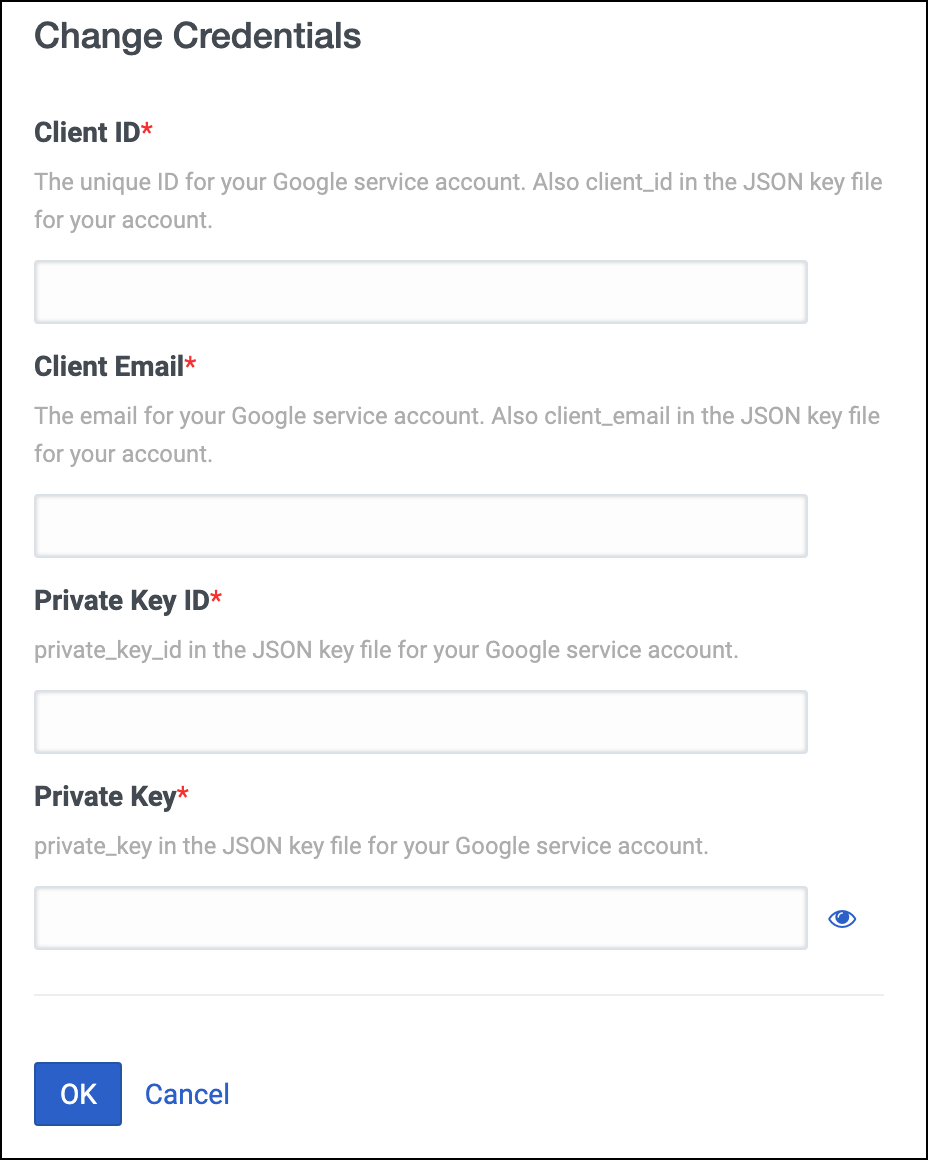 Change Credentials
Client ID*
The unique ID for your Google service account. Also client_id in the JSON key file
for your account.
Client Email*
The email for your Google service account. Also client_email in the JSON key file
for your account.
Private Key ID*
private_key_id in the JSON key file for your Google service account.
Private Key*
private_key in the JSON key file for your Google service account.
OK Cancel